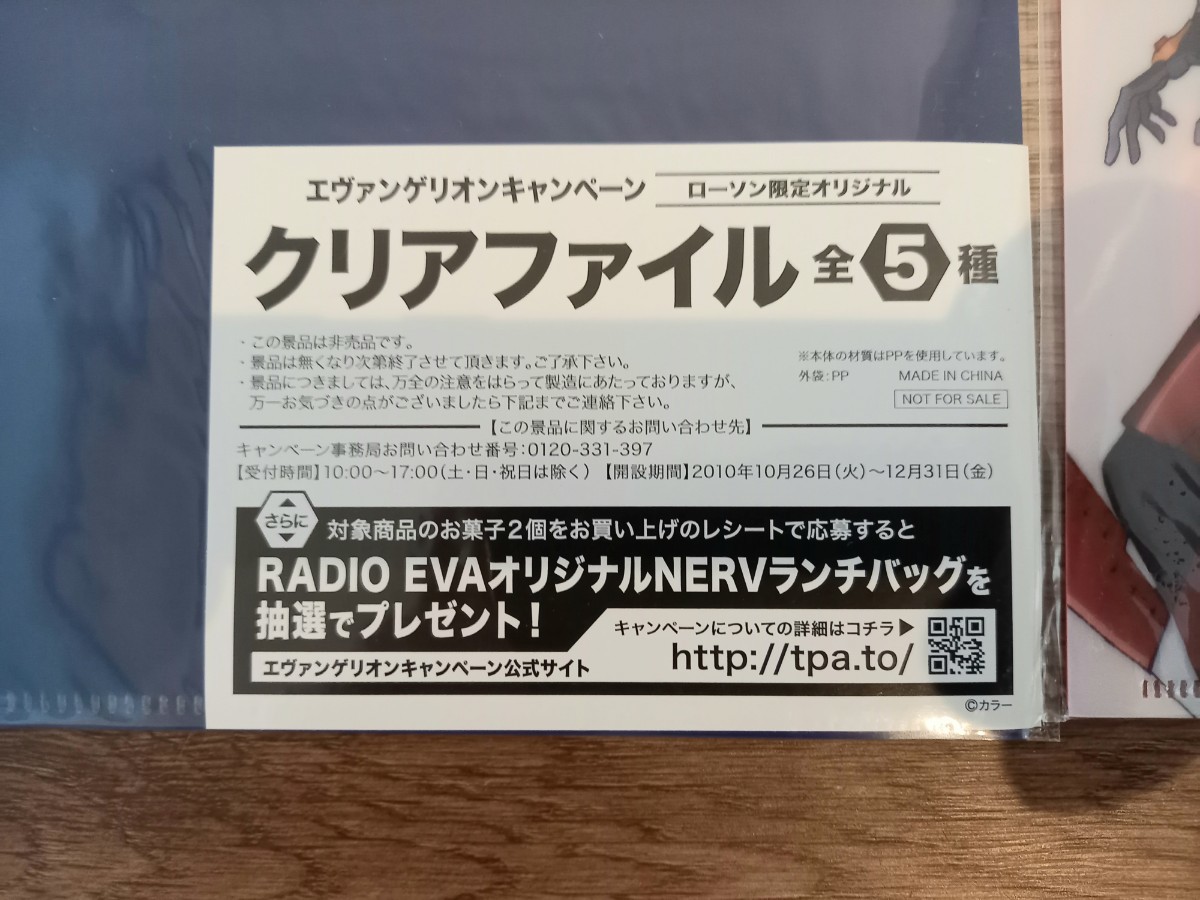 エヴァンゲリオンキャンペーン ローソン限定オリジナル
クリアファイル 全5種
・この景品は非売品です。
・景品は無くなり次第終了させて頂きます。ご了承下さい。
・景品につきましては、万全の注意をはらって製造にあたっておりますが、
万一お気づきの点がございましたら下記までご連絡下さい。
※本体の材質はPPを使用しています。
外袋:PP MADE IN CHINA
NOT FOR SALE
【この景品に関するお問い合わせ先】
キャンペーン事務局お問い合わせ番号:0120-331-397
【受付時間】10:00〜17:00(土・日・祝日は除く) 【開設期間】2010年10月26日(火)〜12月31日(金)
さらに 対象商品のお菓子2個をお買い上げのレシートで応募すると
RADIO EVAオリジナルNERVランチバッグを
抽選でプレゼント!
キャンペーンについての詳細はコチラ▶
エヴァンゲリオンキャンペーン公式サイト http://tpa.to/
©カラー